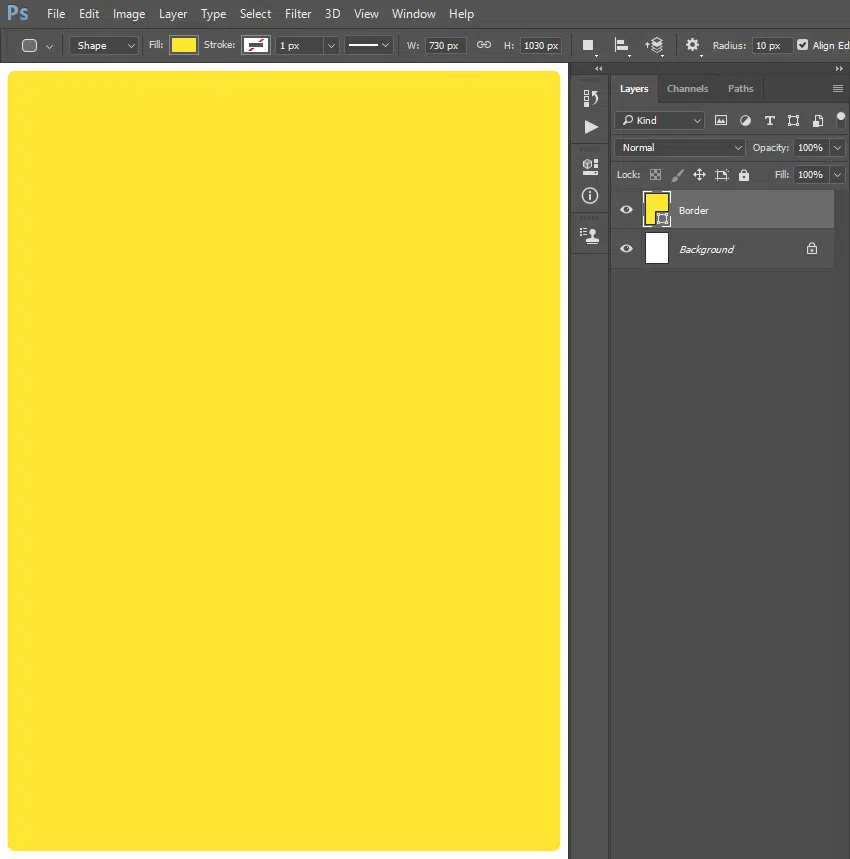 Ps File Edit Image Layer Type Select Filter 3D View Window Help
Shape Fill: Stroke: 1 px W: 730 px H: 1030 px Radius: 10 px Align Ed
Layers Channels Paths
Kind
Normal Opacity: 100%
Lock: Fill: 100%
Border
Background